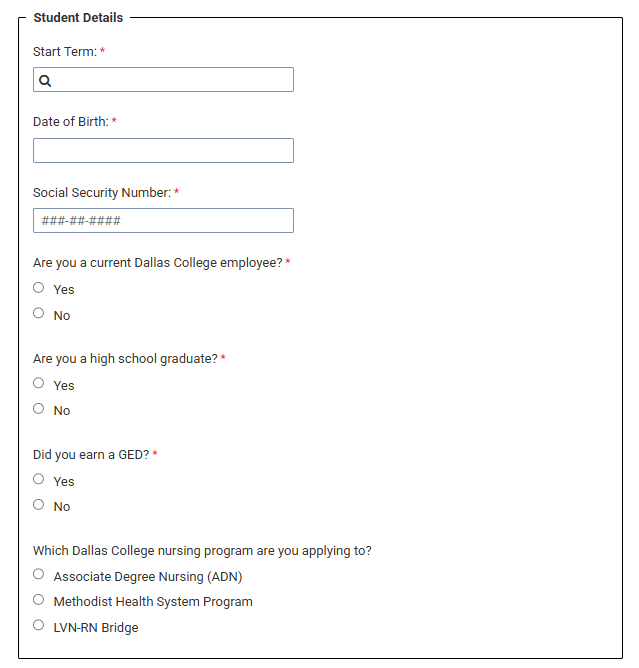 Student Details
Start Term: *
Date of Birth: *
Social Security Number: *
###-##-####
Are you a current Dallas College employee? *
Yes
No
Are you a high school graduate? *
Yes
No
Did you earn a GED? *
Yes
No
Which Dallas College nursing program are you applying to?
Associate Degree Nursing (ADN)
Methodist Health System Program
LVN-RN Bridge